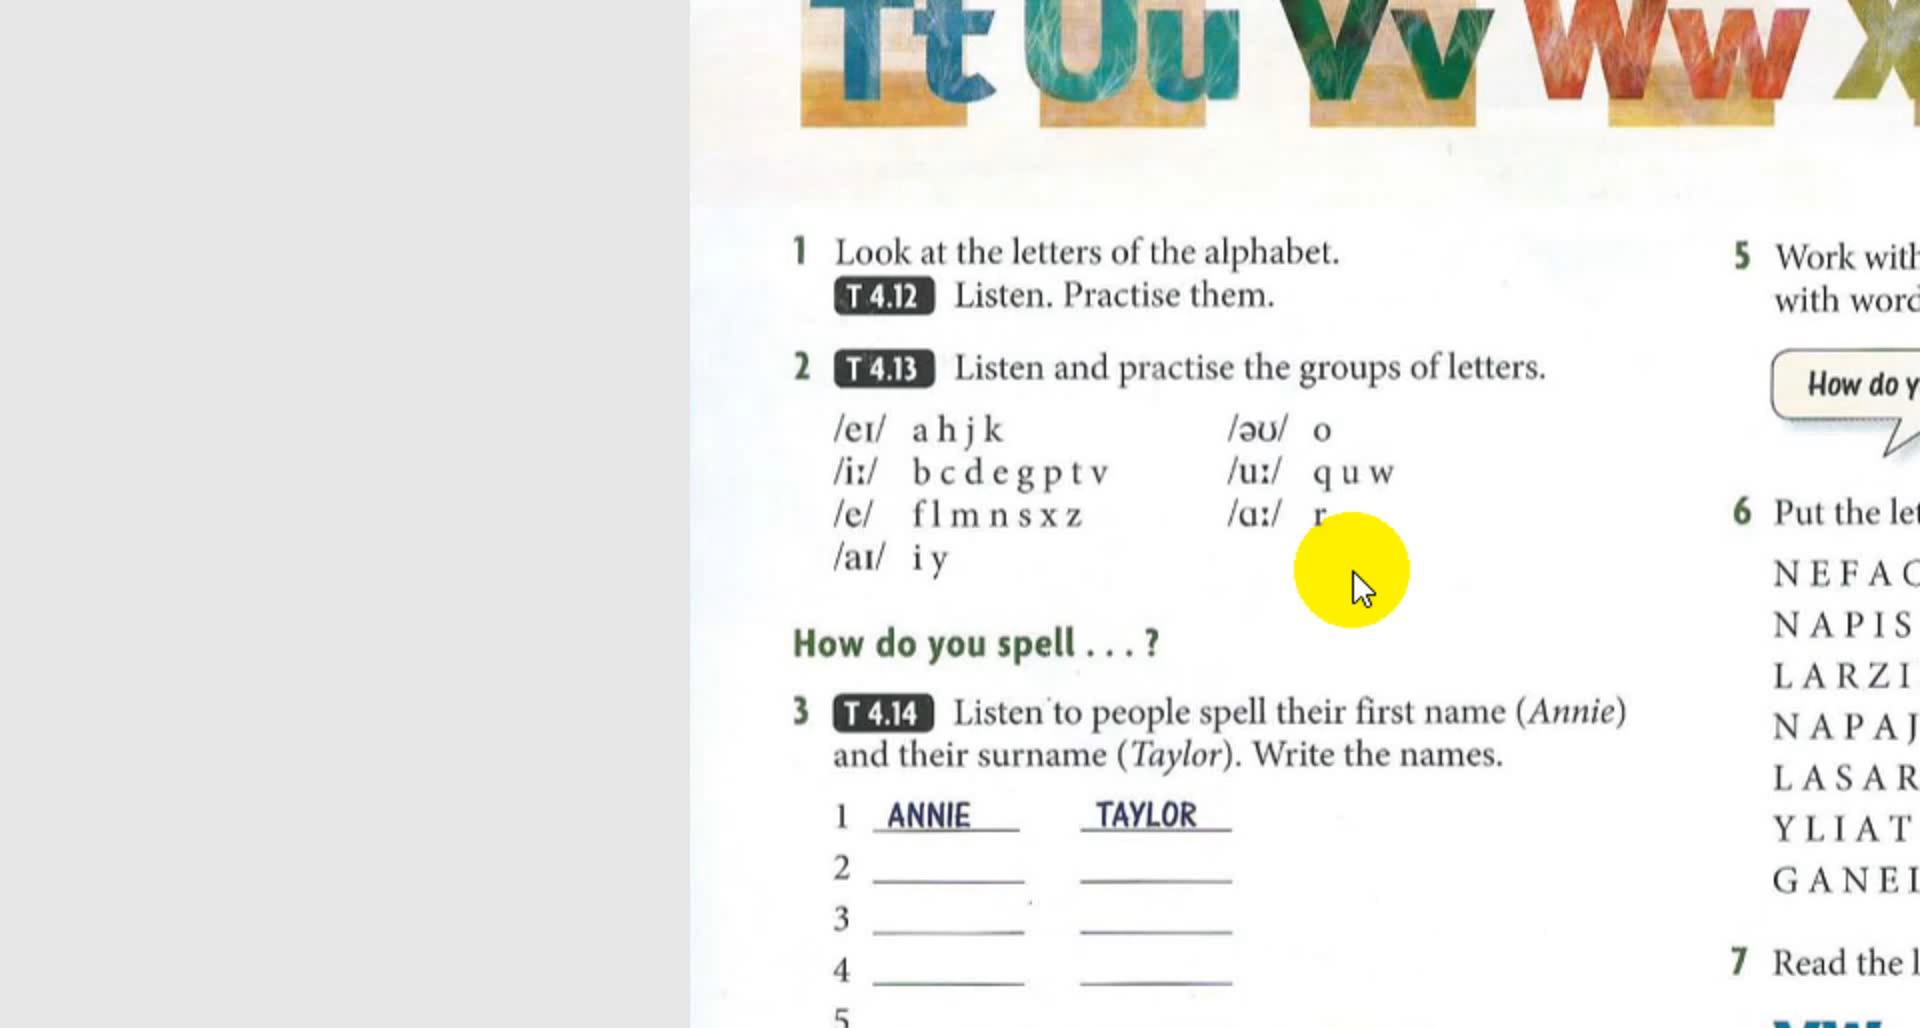 Tt Uu Vv Ww X
1 Look at the letters of the alphabet.
T 4.12 Listen. Practise them.
2 T 4.13 Listen and practise the groups of letters.
/eɪ/ a h j k
/iː/ b c d e g p t v
/e/ f l m n s x z
/aɪ/ i y
/əʊ/ o
/uː/ q u w
/ɑː/ r
How do you spell . . . ?
3 T 4.14 Listen to people spell their first name (Annie)
and their surname (Taylor). Write the names.
1 ANNIE TAYLOR
2
3
4
5
5 Work with
with word
How do y
6 Put the let
N E F A C
N A P I S
L A R Z I
N A P A J
L A S A R
Y L I A T
G A N E L
7 Read the l